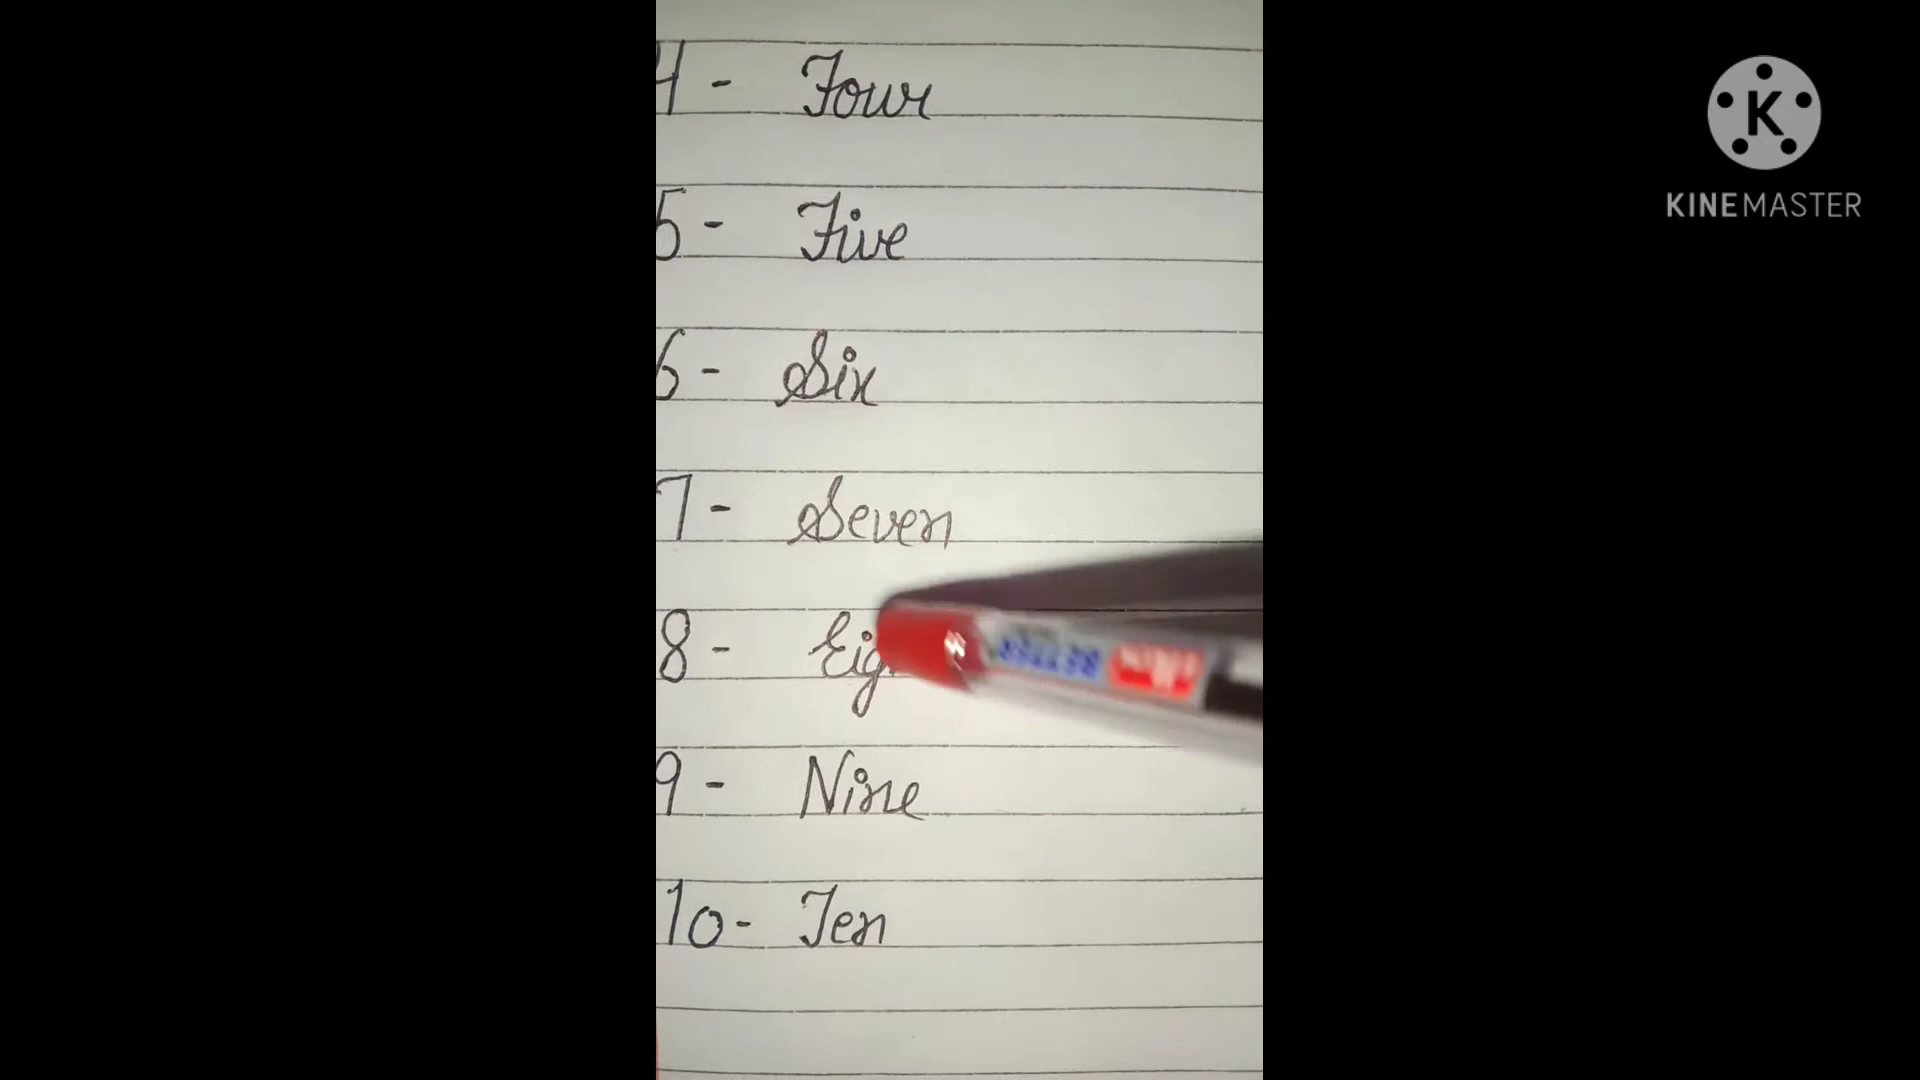 4 - Four
KINEMASTER
5 - Five
6 - Six
7 - Seven
8 -
9 - Nine
10 - Ten